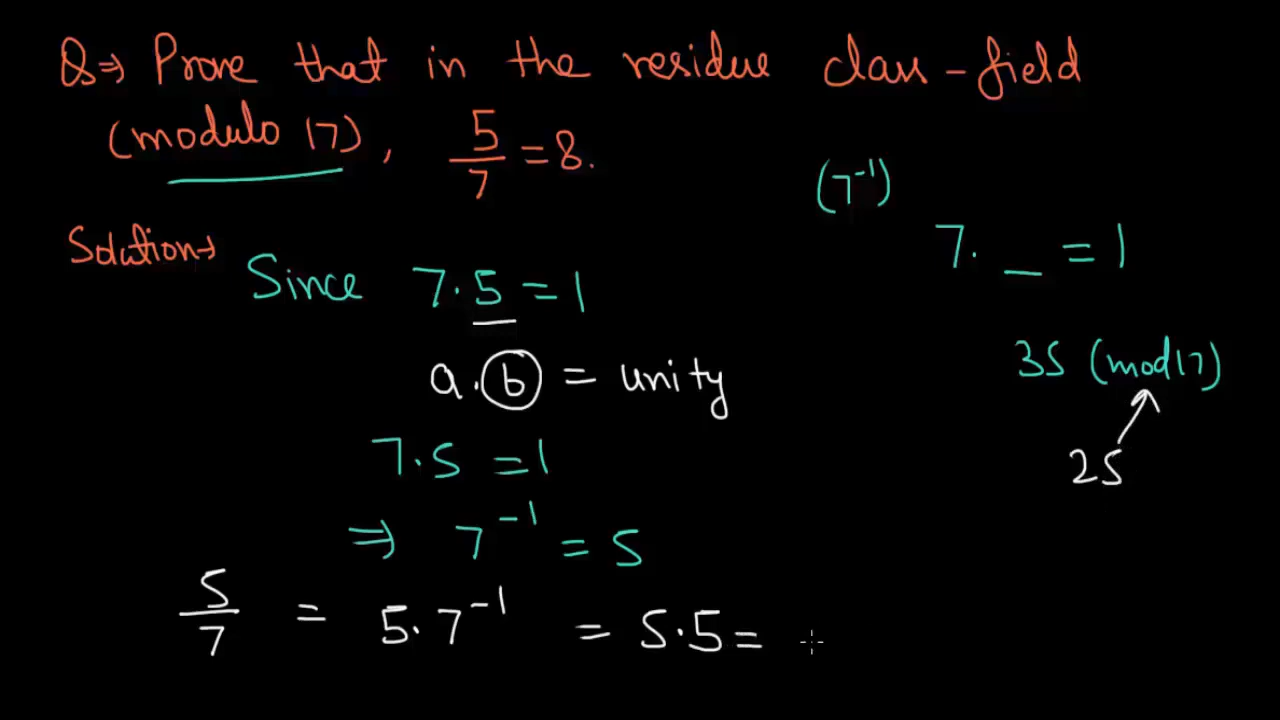 Q⇒ Prove that in the residue class-field
(modulo 17), 5/7 = 8.
Solution→
Since 7.5 = 1
a.b = unity
7.5 = 1
⇒ 7⁻¹ = 5
5/7 = 5.7⁻¹ = 5.5 =
(7⁻¹)
7. _ = 1
35 (mod 17)
25